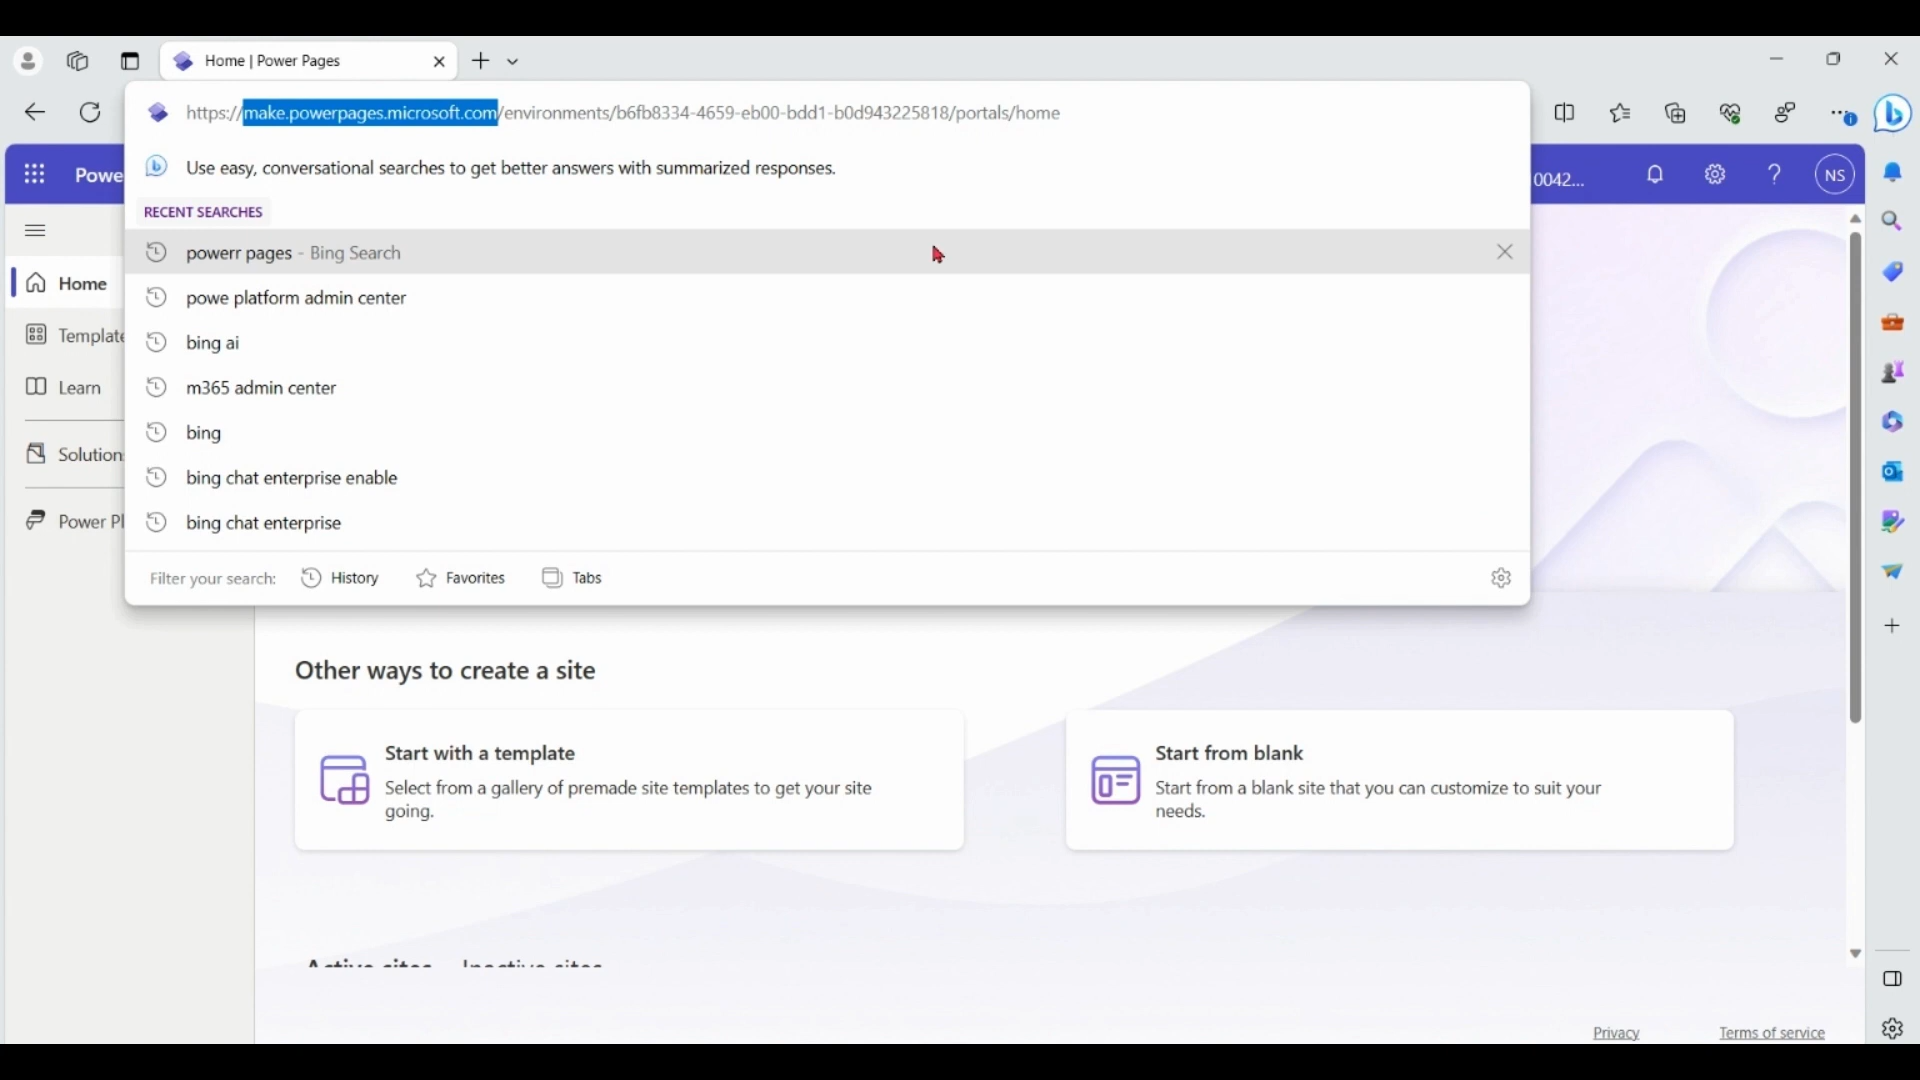 Home | Power Pages
https://make.powerpages.microsoft.com/environments/b6fb8334-4659-eb00-bdd1-b0d943225818/portals/home
Use easy, conversational searches to get better answers with summarized responses.
Powe
0042...
?
NS
RECENT SEARCHES
powerr pages - Bing Search
powe platform admin center
bing ai
m365 admin center
bing
bing chat enterprise enable
bing chat enterprise
Filter your search:
History
Favorites
Tabs
Home
Template
Learn
Solution
Power Pl
Other ways to create a site
Start with a template
Select from a gallery of premade site templates to get your site
going.
Start from blank
Start from a blank site that you can customize to suit your
needs.
Active sites
Inactive sites
Privacy
Terms of service